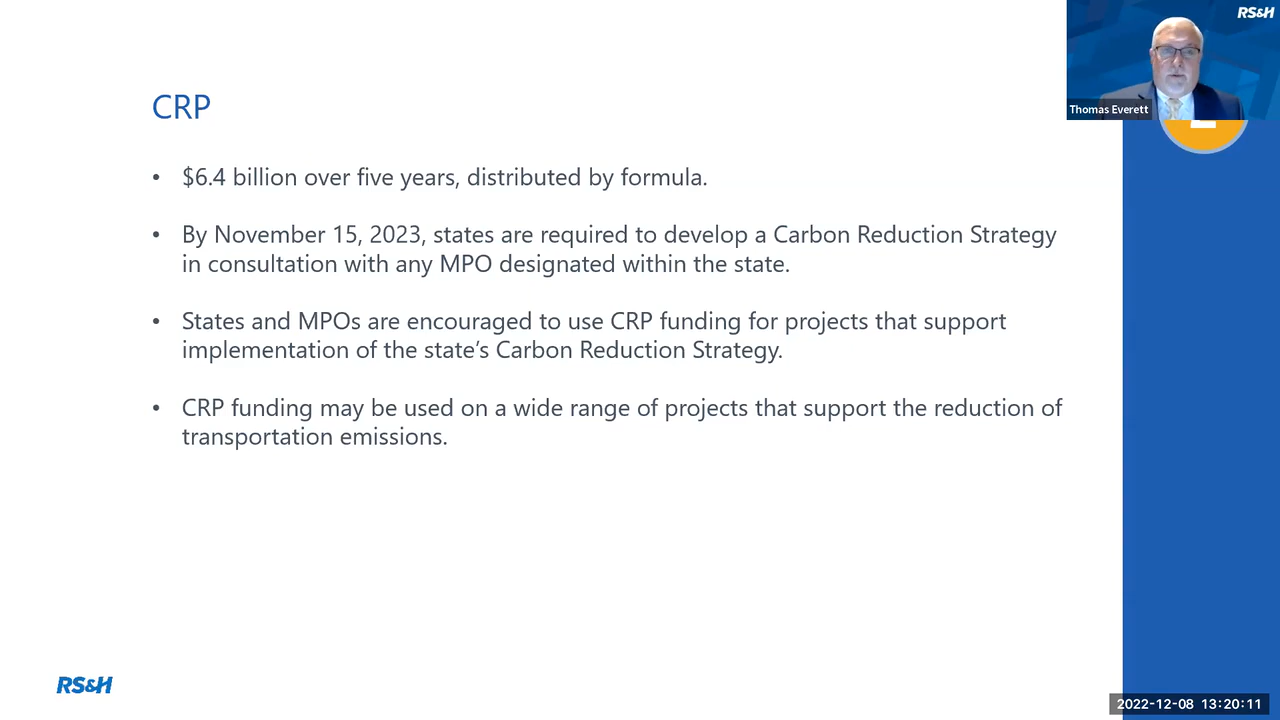 RS&H
Thomas Everett
CRP
• $6.4 billion over five years, distributed by formula.
• By November 15, 2023, states are required to develop a Carbon Reduction Strategy
in consultation with any MPO designated within the state.
• States and MPOs are encouraged to use CRP funding for projects that support
implementation of the state’s Carbon Reduction Strategy.
• CRP funding may be used on a wide range of projects that support the reduction of
transportation emissions.
RS&H
2022-12-08 13:20:11